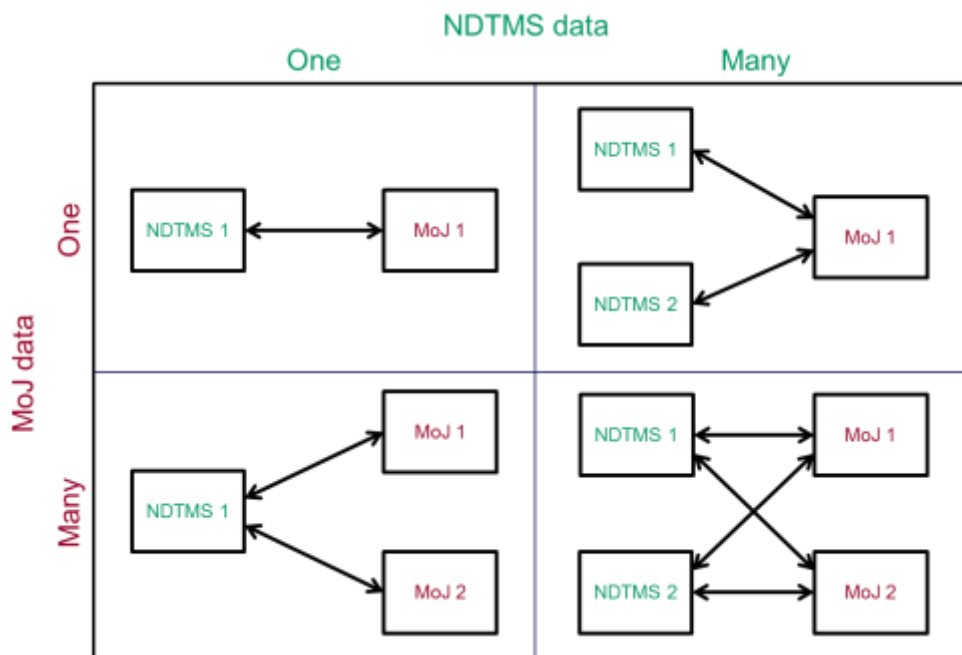 NDTMS data
One Many
MoJ data
One
NDTMS 1 MoJ 1
NDTMS 1
MoJ 1
NDTMS 2
Many
MoJ 1
NDTMS 1
MoJ 2
NDTMS 1 MoJ 1
NDTMS 2 MoJ 2